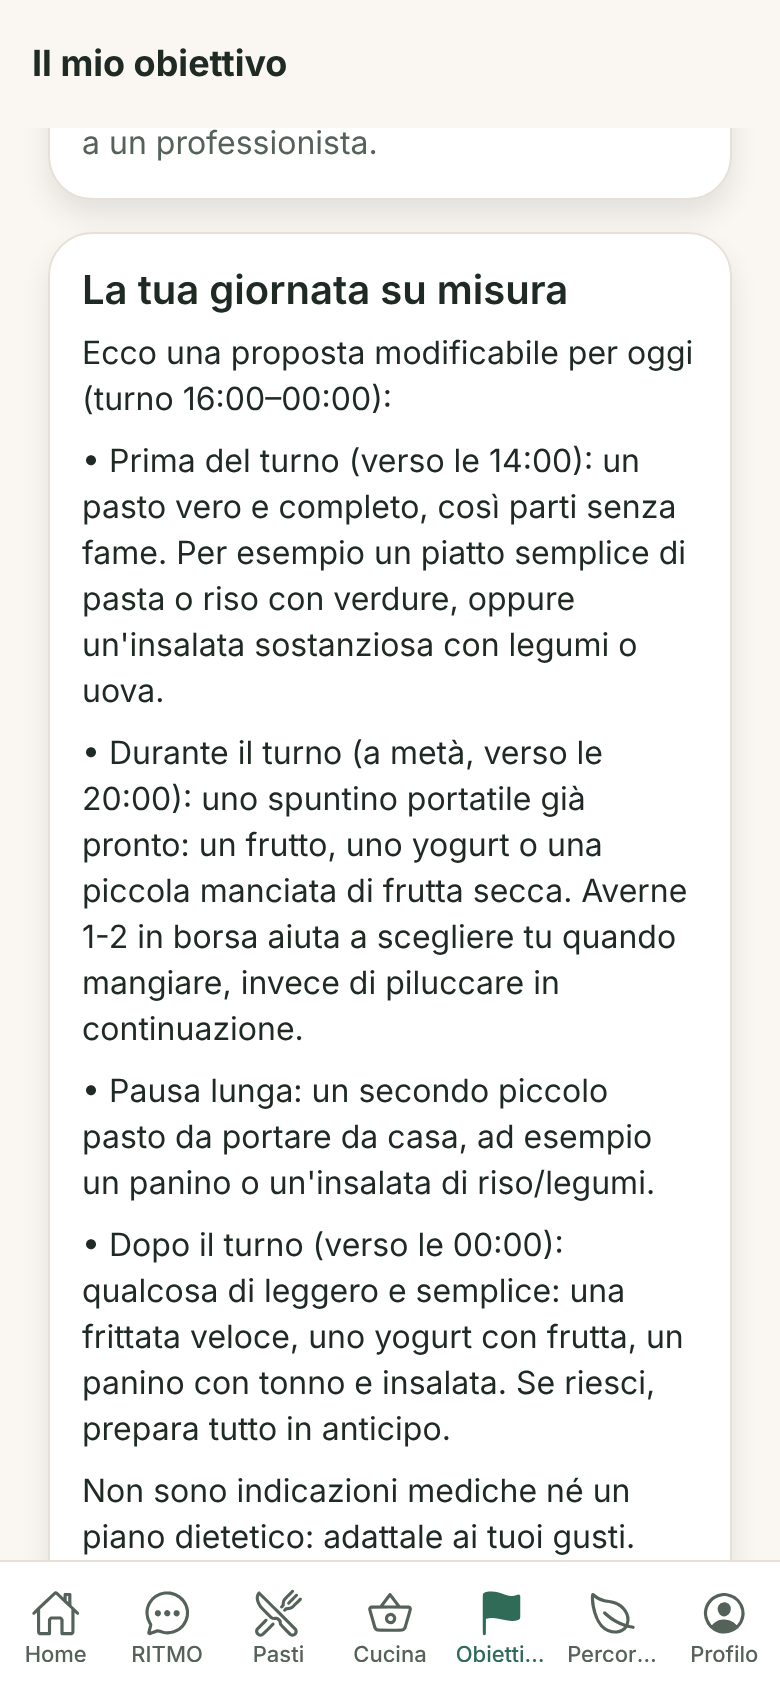 Il mio obiettivo
a un professionista.
La tua giornata su misura
Ecco una proposta modificabile per oggi
(turno 16:00–00:00):
• Prima del turno (verso le 14:00): un
pasto vero e completo, così parti senza
fame. Per esempio un piatto semplice di
pasta o riso con verdure, oppure
un'insalata sostanziosa con legumi o
uova.
• Durante il turno (a metà, verso le
20:00): uno spuntino portatile già
pronto: un frutto, uno yogurt o una
piccola manciata di frutta secca. Averne
1-2 in borsa aiuta a scegliere tu quando
mangiare, invece di piluccare in
continuazione.
• Pausa lunga: un secondo piccolo
pasto da portare da casa, ad esempio
un panino o un'insalata di riso/legumi.
• Dopo il turno (verso le 00:00):
qualcosa di leggero e semplice: una
frittata veloce, uno yogurt con frutta, un
panino con tonno e insalata. Se riesci,
prepara tutto in anticipo.
Non sono indicazioni mediche né un
piano dietetico: adattale ai tuoi gusti.
Home RITMO Pasti Cucina Obietti... Percor... Profilo